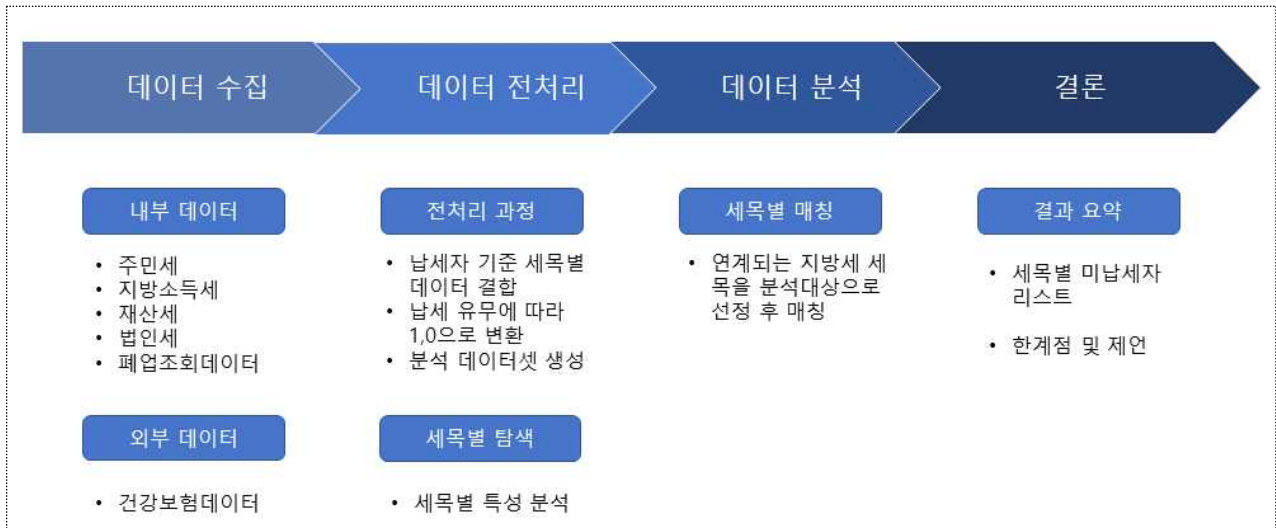 데이터 수집
데이터 전처리
데이터 분석
결론
내부 데이터
• 주민세
• 지방소득세
• 재산세
• 법인세
• 폐업조회데이터
외부 데이터
• 건강보험데이터
전처리 과정
• 납세자 기준 세목별
데이터 결합
• 납세 유무에 따라
1,0으로 변환
• 분석 데이터셋 생성
세목별 탐색
• 세목별 특성 분석
세목별 매칭
• 연계되는 지방세 세
목을 분석대상으로
선정 후 매칭
결과 요약
• 세목별 미납세자
리스트
• 한계점 및 제언